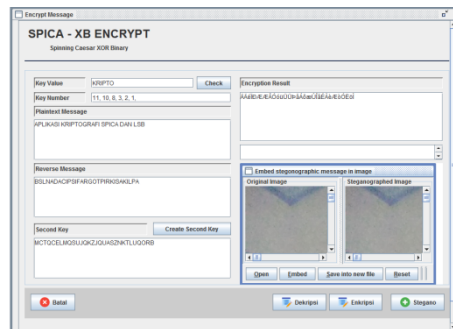 Encrypt Message
SPICA - XB ENCRYPT
Spinning Caesar XOR Binary
Key Value KRIPTO Check
Key Number 11, 10, 8, 3, 2, 1,
Plaintext Message
APLIKASI KRIPTOGRAFI SPICA DAN LSB
Reverse Message
BSLNADACIPSIFARGOTPIRKISAKILPA
Second Key Create Second Key
Encryption Result
Embed steganographic message in image
Original Image Steganographed Image
Open Embed Save into new file Reset
Batal Dekripsi Enkripsi Stegano